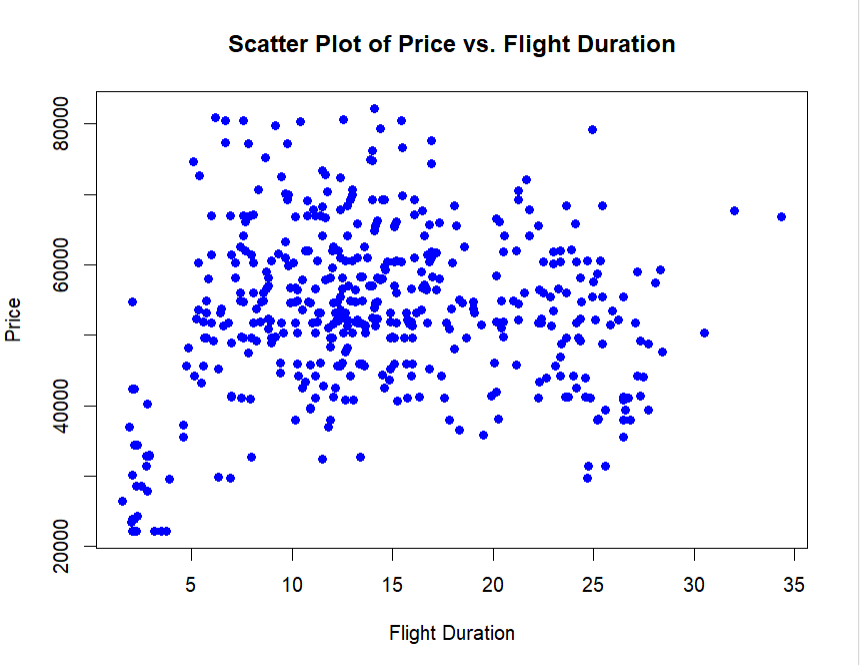 Scatter Plot of Price vs. Flight Duration
80000
60000
40000
20000
Price
5 10 15 20 25 30 35
Flight Duration